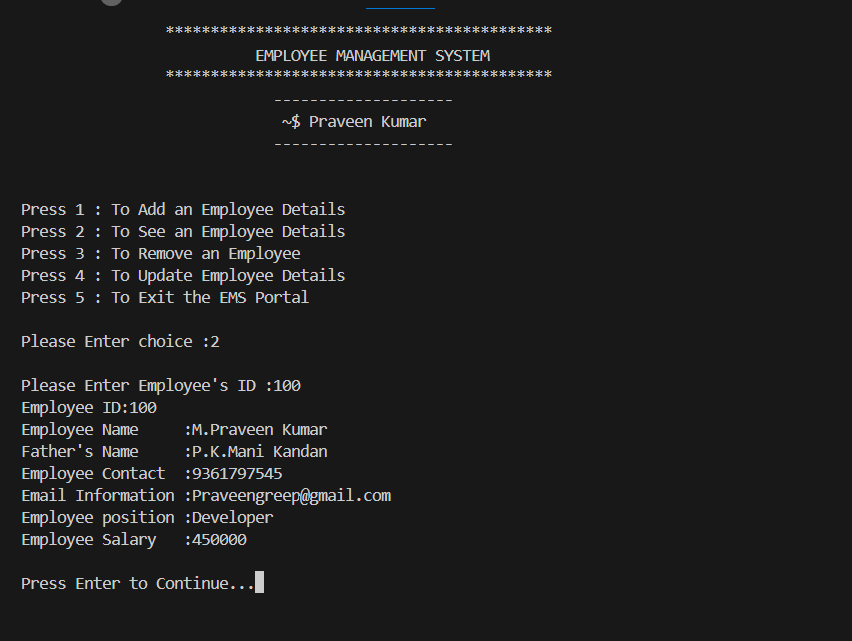 *******************************************
EMPLOYEE MANAGEMENT SYSTEM
*******************************************
--------------------
~$ Praveen Kumar
--------------------
Press 1 : To Add an Employee Details
Press 2 : To See an Employee Details
Press 3 : To Remove an Employee
Press 4 : To Update Employee Details
Press 5 : To Exit the EMS Portal
Please Enter choice :2
Please Enter Employee's ID :100
Employee ID:100
Employee Name     :M.Praveen Kumar
Father's Name     :P.K.Mani Kandan
Employee Contact  :9361797545
Email Information :Praveengreep@gmail.com
Employee position :Developer
Employee Salary   :450000
Press Enter to Continue...